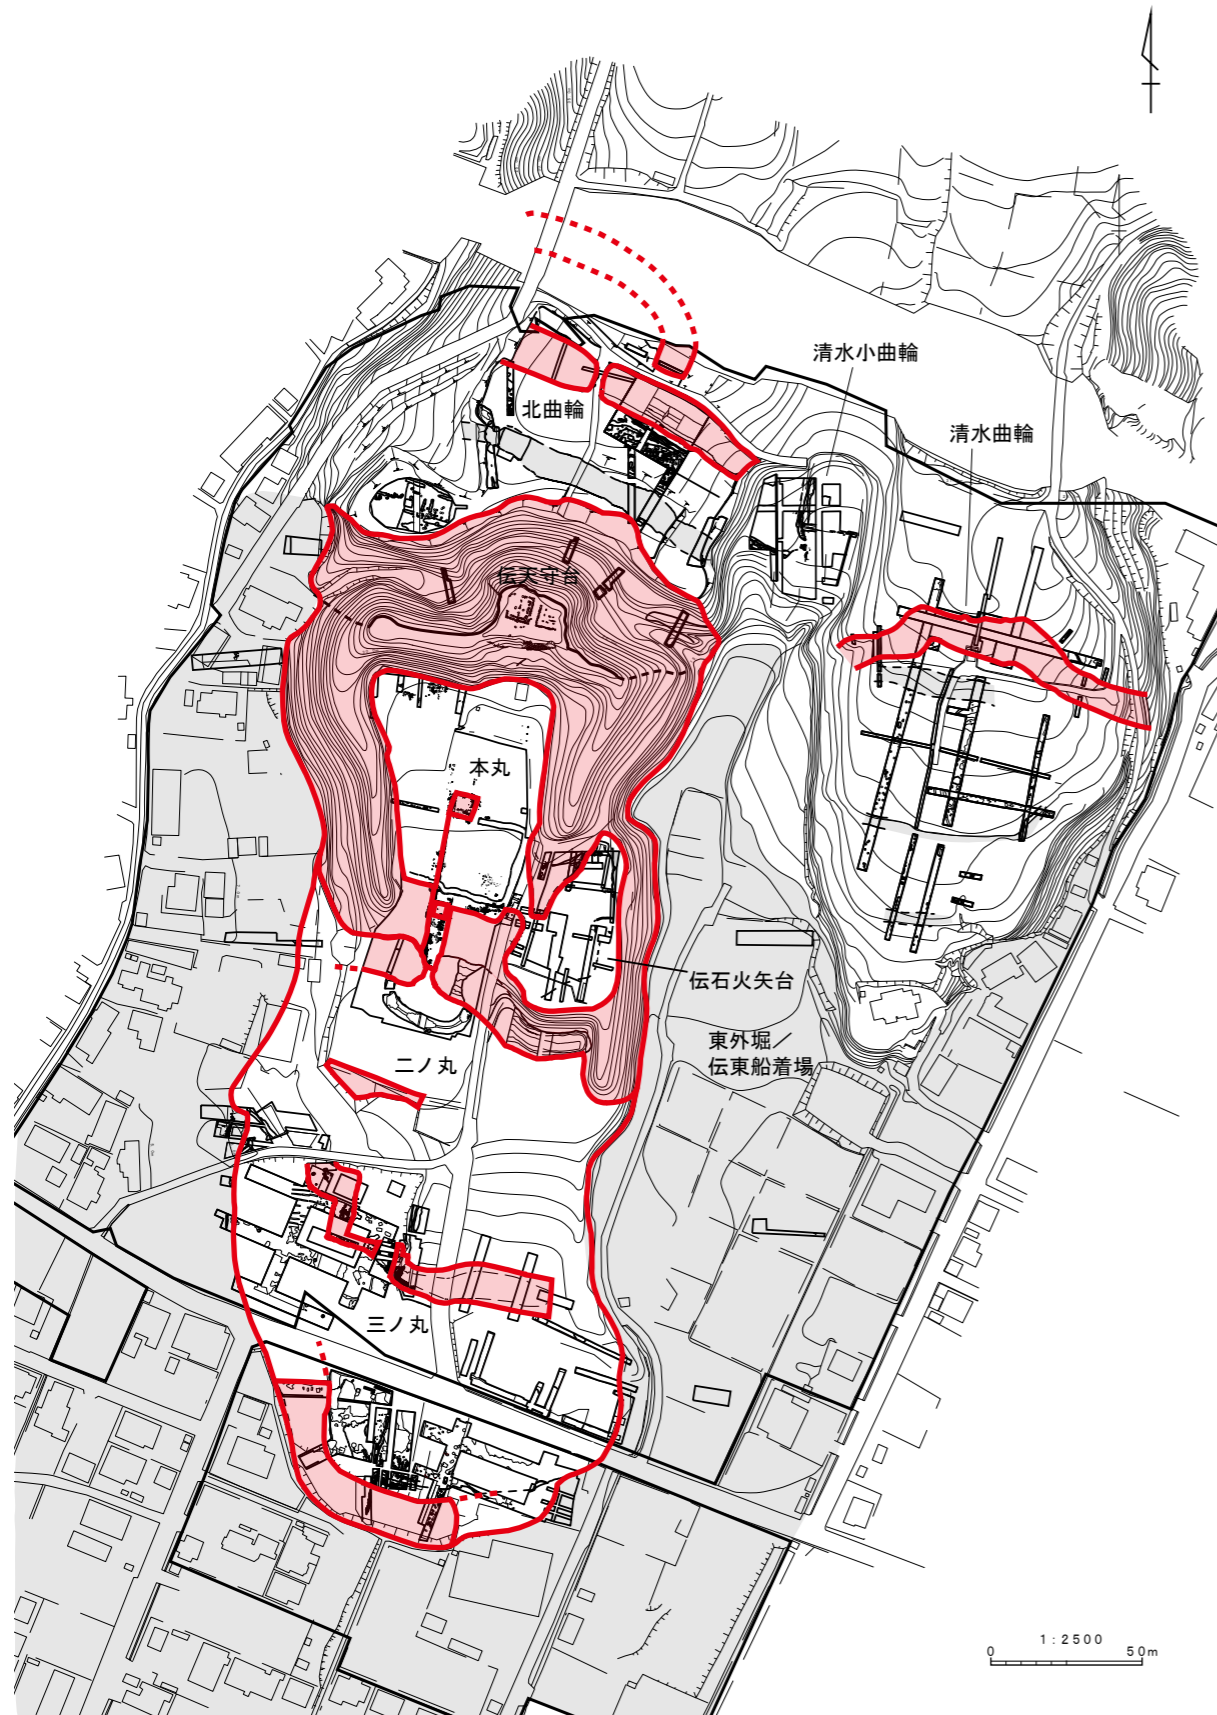 清水小曲輪
北曲輪
清水曲輪
伝天守台
本丸
伝石火矢台
東外堀／
伝東船着場
二ノ丸
三ノ丸
1:2500
0 50m